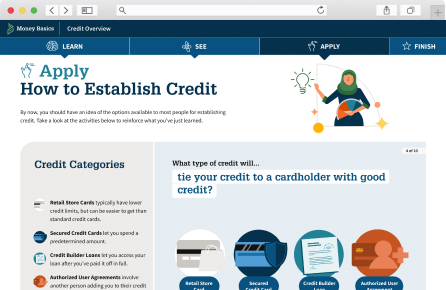 Money Basics
Credit Overview
LEARN
SEE
APPLY
FINISH
Apply
How to Establish Credit
By now, you should have an idea of the options available to most people for establishing
credit. Take a look at the activities below to reinforce what you've just learned.
Credit Categories
Retail Store Cards typically have lower
credit limits, but can be easier to get than
standard credit cards.
Secured Credit Cards let you spend a
predetermined amount.
Credit Builder Loans let you access your
loan after you've paid it off in full.
Authorized User Agreements involve
another person adding you to their credit
What type of credit will...
tie your credit to a cardholder with good
credit?
Retail Store
Card
Secured
Credit Card
Credit Builder
Loan
Authorized User
Agreement